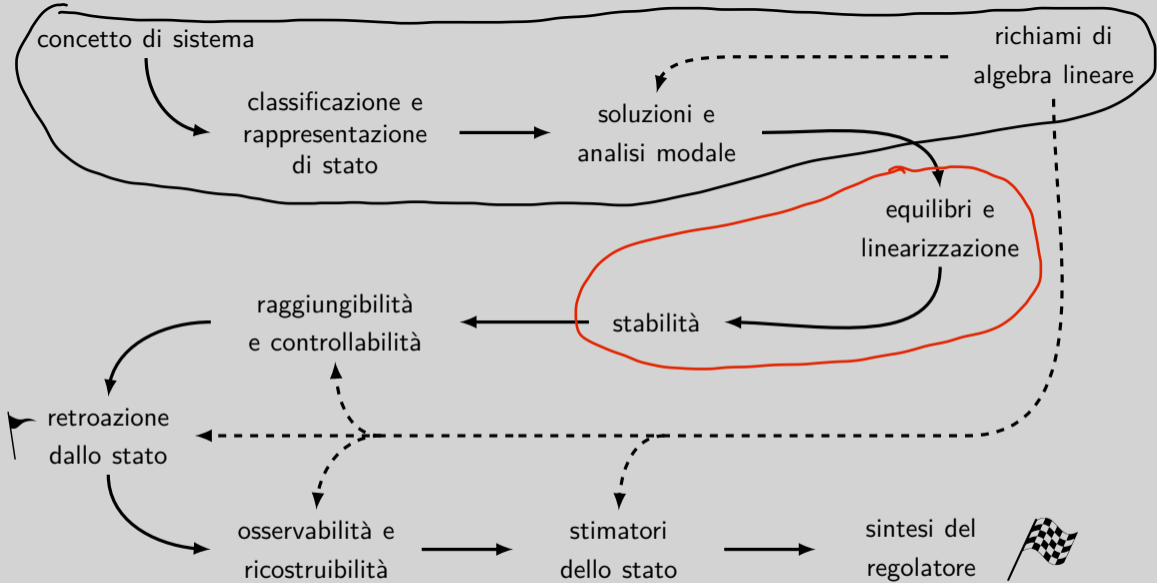 concetto di sistema
richiami di
algebra lineare
classificazione e
rappresentazione
di stato
soluzioni e
analisi modale
equilibri e
linearizzazione
stabilità
raggiungibilità
e controllabilità
retroazione
dallo stato
osservabilità e
ricostruibilità
stimatori
dello stato
sintesi del
regolatore